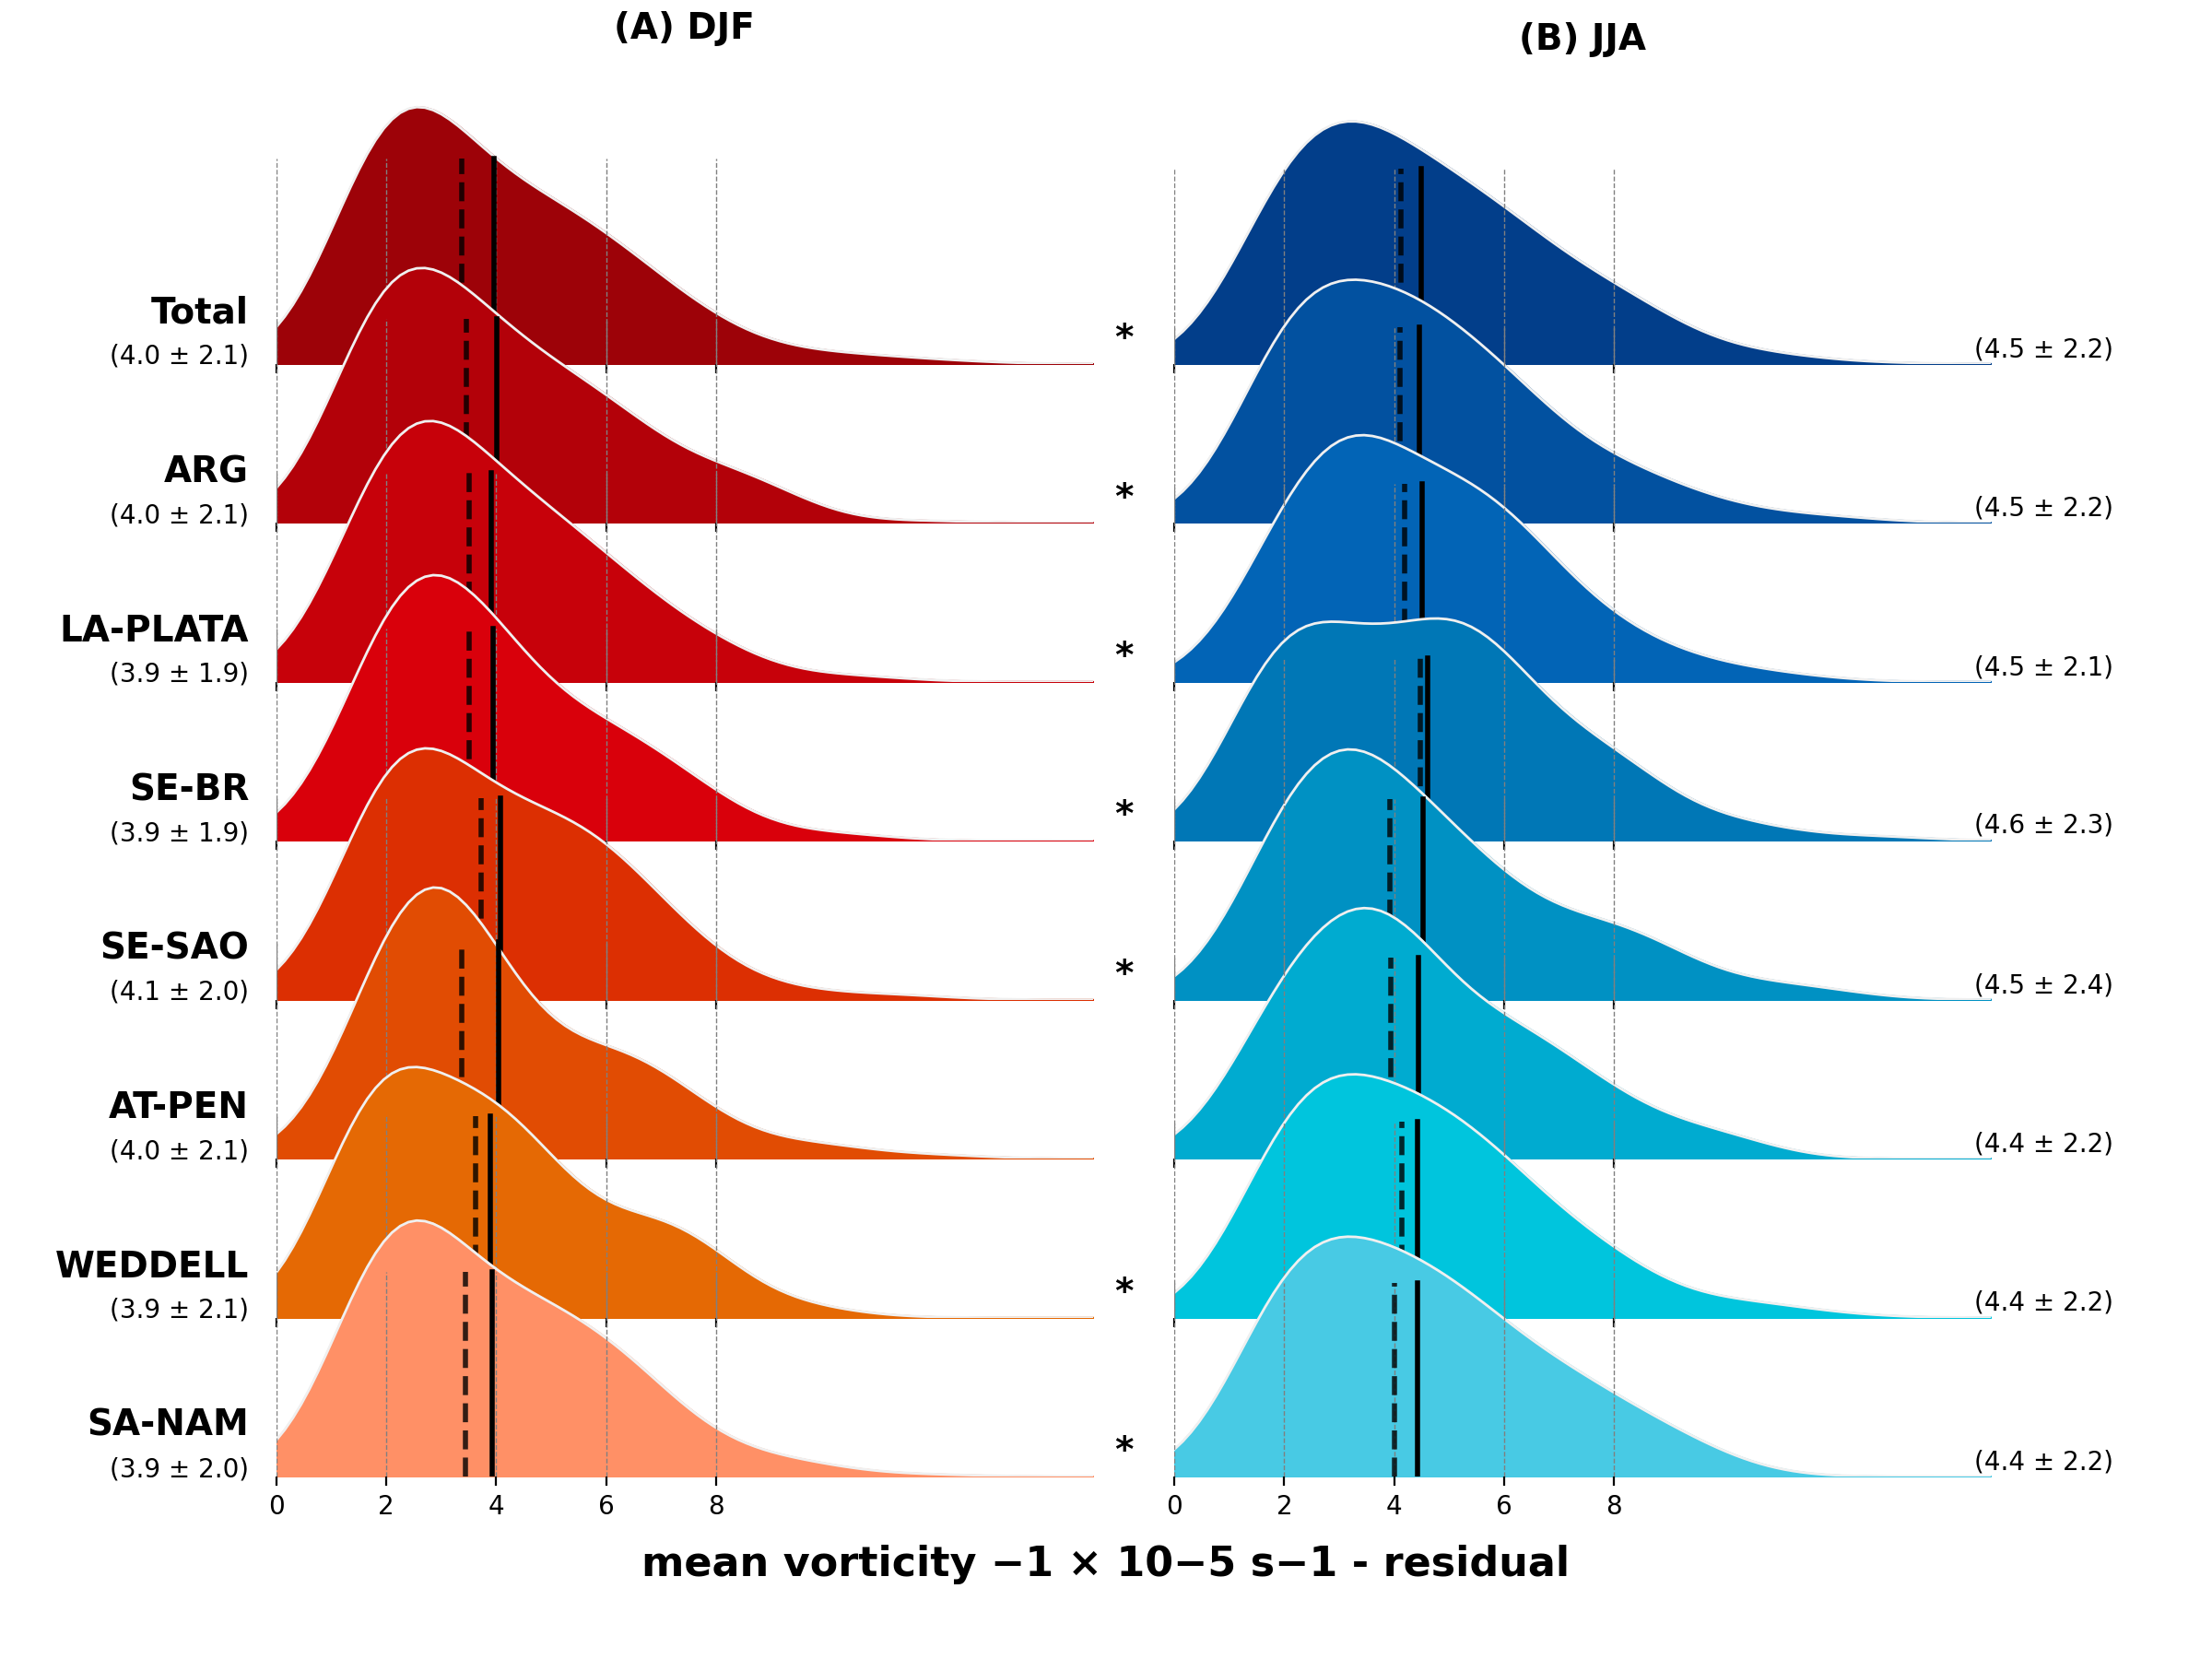 (A) DJF
(B) JJA
Total
(4.0 ± 2.1)
*
(4.5 ± 2.2)
ARG
(4.0 ± 2.1)
*
(4.5 ± 2.2)
LA-PLATA
(3.9 ± 1.9)
*
(4.5 ± 2.1)
SE-BR
(3.9 ± 1.9)
*
(4.6 ± 2.3)
SE-SAO
(4.1 ± 2.0)
*
(4.5 ± 2.4)
AT-PEN
(4.0 ± 2.1)
(4.4 ± 2.2)
WEDDELL
(3.9 ± 2.1)
*
(4.4 ± 2.2)
SA-NAM
(3.9 ± 2.0)
*
(4.4 ± 2.2)
0 2 4 6 8
0 2 4 6 8
mean vorticity −1 × 10−5 s−1 - residual